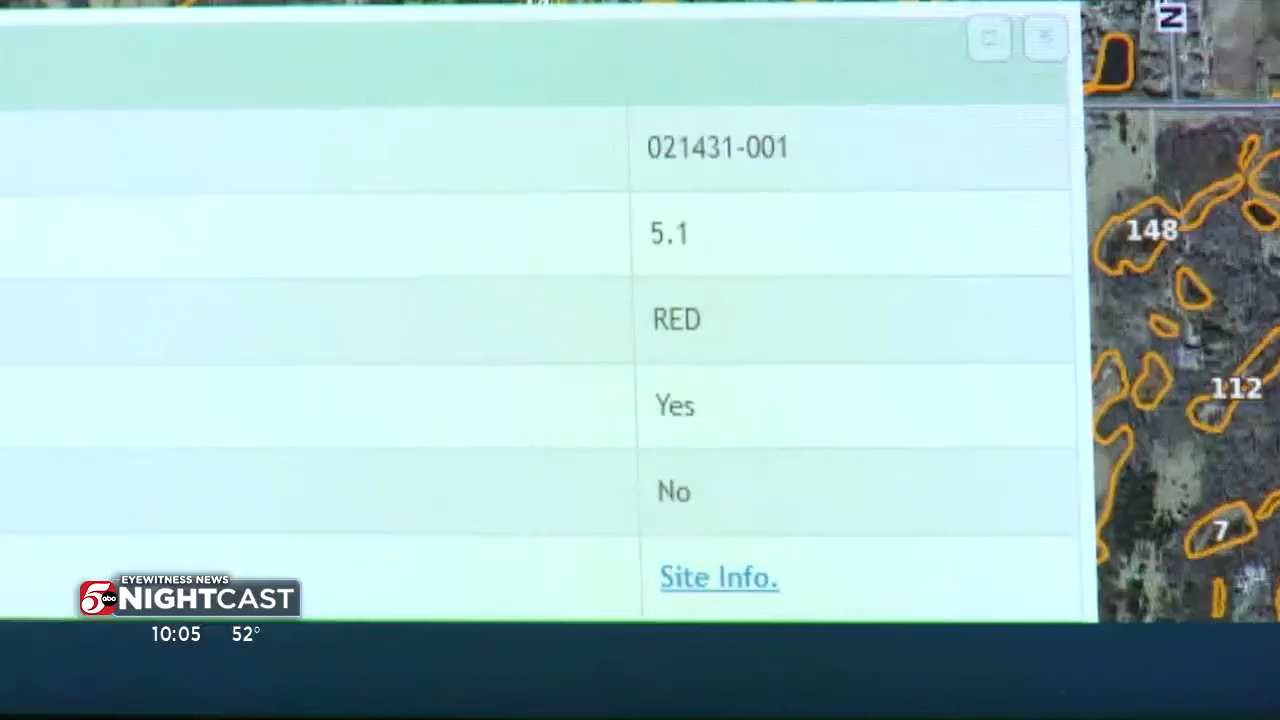 N
021431-001
5.1
148
RED
112
Yes
No
7
Site Info.
5 abc EYEWITNESS NEWS
NIGHTCAST
10:05 52°